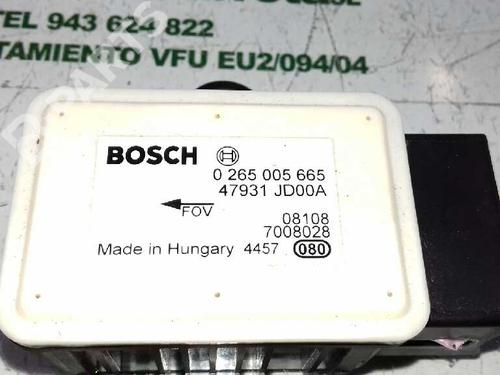 TEL 943 624 822
TAMIENTO VFU EU2/094/04
BOSCH
0 265 005 665
47931 JD00A
FOV
08108
7008028
Made in Hungary 4457 080